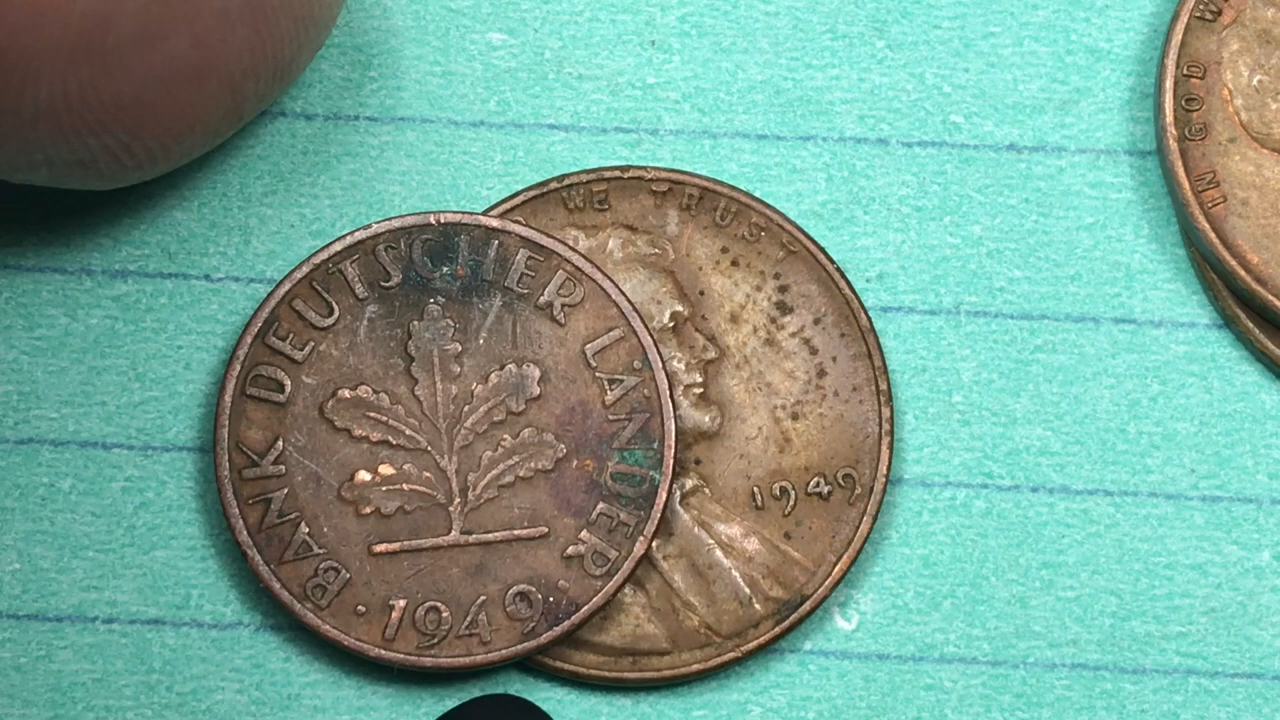 BANK DEUTSCHER LÄNDER
· 1949 ·
WE TRUST
1949
IN GOD W